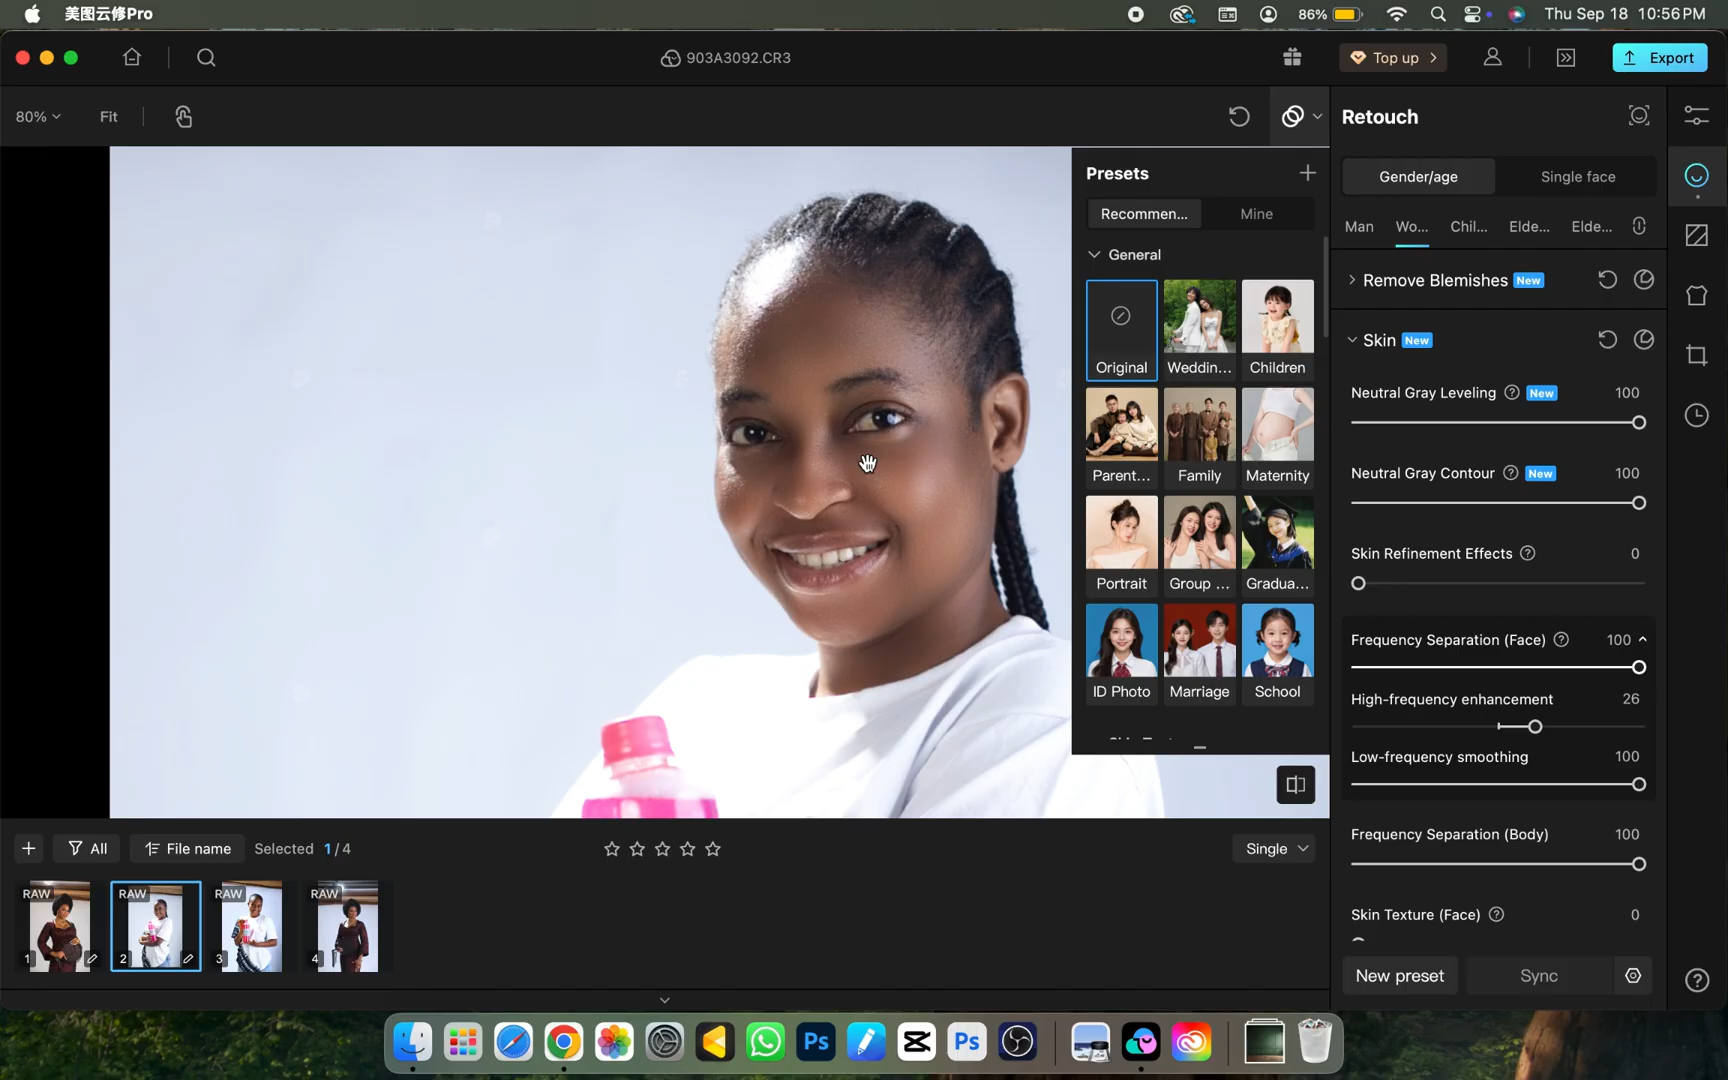 美图云修Pro
86%
Thu Sep 18 10:56 PM
903A3092.CR3
Top up
Export
80%
Fit
Retouch
Presets
Gender/age
Single face
Recommen...
Mine
Man
Wo...
Chil...
Elde...
Elde...
General
Remove Blemishes New
Skin New
Original
Weddin...
Children
Neutral Gray Leveling ? New 100
Parent...
Family
Maternity
Neutral Gray Contour ? New 100
Skin Refinement Effects ? 0
Portrait
Group ...
Gradua...
Frequency Separation (Face) ? 100
ID Photo
Marriage
School
High-frequency enhancement 26
Low-frequency smoothing 100
Frequency Separation (Body) 100
Skin Texture (Face) ? 0
All
File name
Selected 1/4
Single
RAW
RAW
RAW
RAW
1
2
3
4
New preset
Sync
?
Ps
Ps